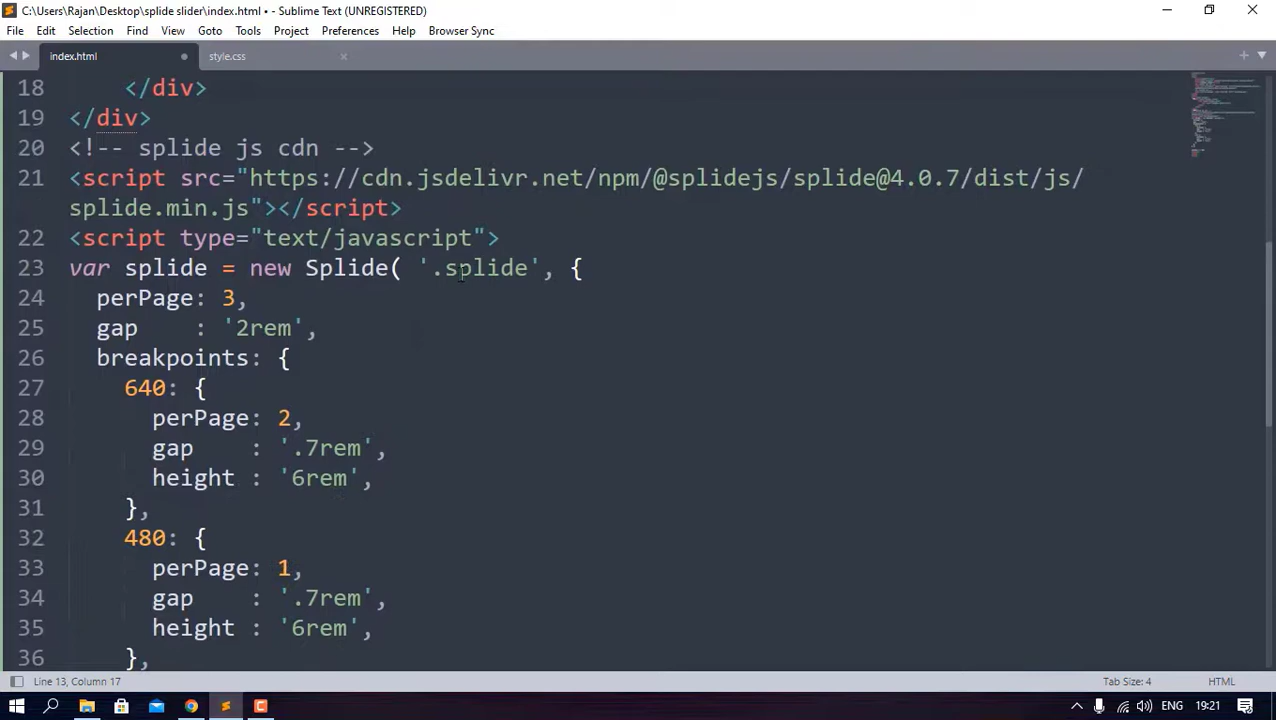 C:\Users\Rajan\Desktop\splide slider\index.html • - Sublime Text (UNREGISTERED)
File Edit Selection Find View Goto Tools Project Preferences Help Browser Sync
index.html style.css
18 </div>
19 </div>
20 <!-- splide js cdn -->
21 <script src="https://cdn.jsdelivr.net/npm/@splidejs/splide@4.0.7/dist/js/
splide.min.js"></script>
22 <script type="text/javascript">
23 var splide = new Splide( '.splide', {
24 perPage: 3,
25 gap : '2rem',
26 breakpoints: {
27 640: {
28 perPage: 2,
29 gap : '.7rem',
30 height : '6rem',
31 },
32 480: {
33 perPage: 1,
34 gap : '.7rem',
35 height : '6rem',
36 },
Line 13, Column 17 Tab Size: 4 HTML
ENG 19:21